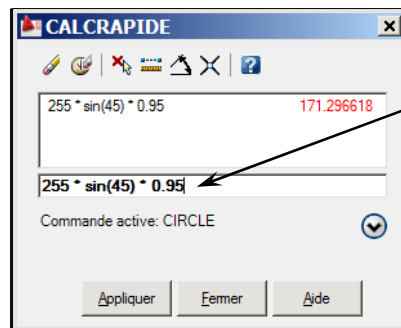 CALCRAPIDE
255 * sin(45) * 0.95 171.296618
255 * sin(45) * 0.95
Commande active: CIRCLE
Appliquer Fermer Aide